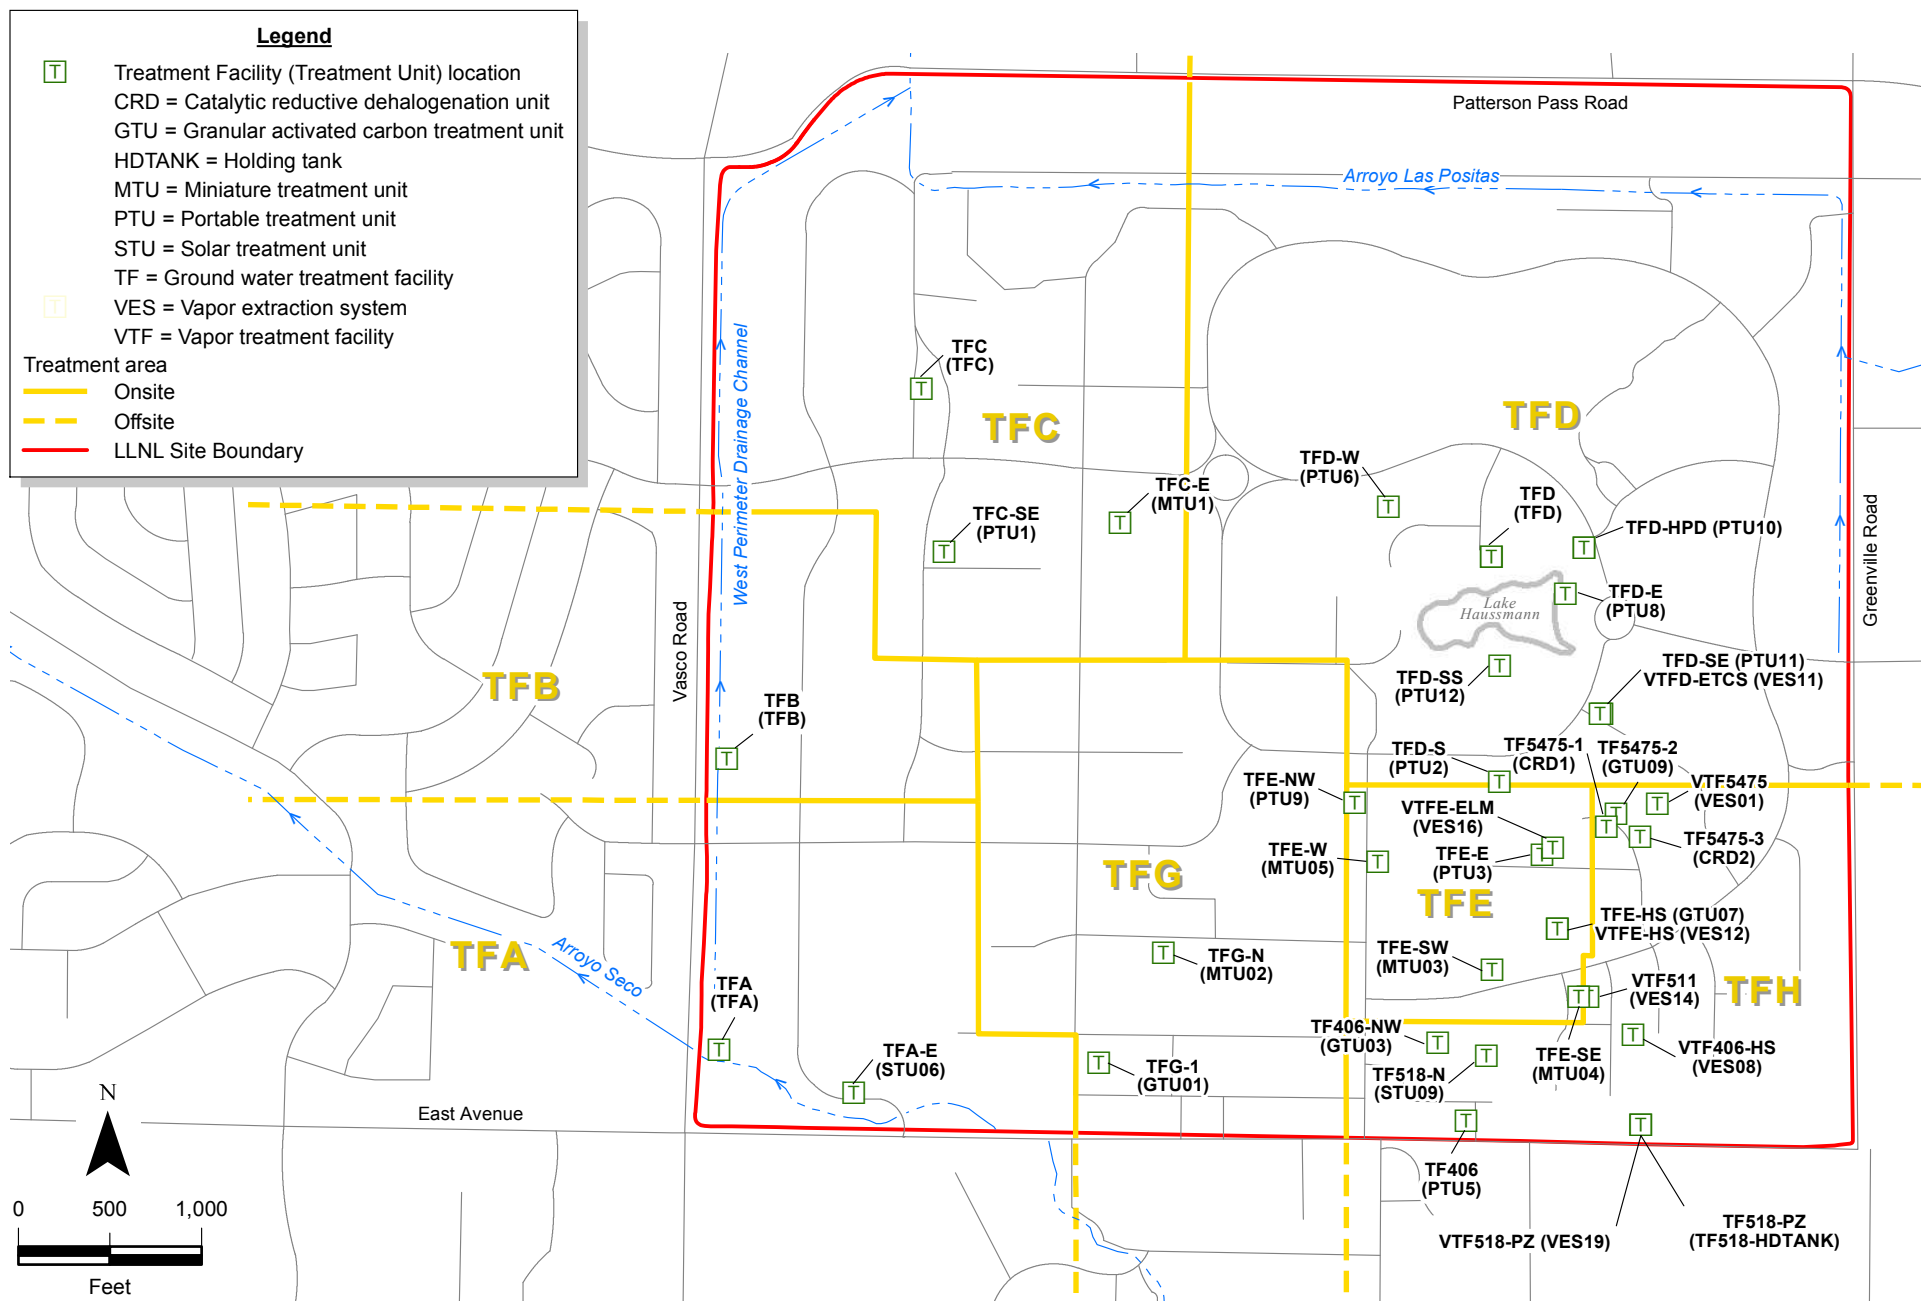 Legend
T Treatment Facility (Treatment Unit) location
CRD = Catalytic reductive dehalogenation unit
GTU = Granular activated carbon treatment unit
HDTANK = Holding tank
MTU = Miniature treatment unit
PTU = Portable treatment unit
STU = Solar treatment unit
TF = Ground water treatment facility
T VES = Vapor extraction system
VTF = Vapor treatment facility
Treatment area
Onsite
Offsite
LLNL Site Boundary
Patterson Pass Road
Arroyo Las Positas
West Perimeter Drainage Channel
Vasco Road
Greenville Road
TFC
(TFC)
T
TFC
TFD
TFD-W
(PTU6)
T
TFC-E
(MTU1)
T
TFC-SE
(PTU1)
T
TFD
(TFD)
T
TFD-HPD (PTU10)
T
TFD-E
(PTU8)
T
Lake
Haussmann
TFD-SS
(PTU12)
T
TFD-SE (PTU11)
VTFD-ETCS (VES11)
T
TFB
TFB
(TFB)
T
TFD-S
(PTU2)
T
TF5475-1
(CRD1)
T
TF5475-2
(GTU09)
T
TFE-NW
(PTU9)
T
VTF5475
(VES01)
T
VTFE-ELM
(VES16)
T
TFE-W
(MTU05)
T
TFE-E
(PTU3)
T
TF5475-3
(CRD2)
T
TFG
TFE
TFE-HS (GTU07)
VTFE-HS (VES12)
T
TFA
Arroyo Seco
TFG-N
(MTU02)
T
TFE-SW
(MTU03)
T
VTF511
(VES14)
T
TFH
TFA
(TFA)
T
TFA-E
(STU06)
T
TFG-1
(GTU01)
T
TF406-NW
(GTU03)
T
TF518-N
(STU09)
T
TFE-SE
(MTU04)
T
VTF406-HS
(VES08)
T
N
East Avenue
TF406
(PTU5)
T
T
VTF518-PZ (VES19)
TF518-PZ
(TF518-HDTANK)
0 500 1,000
Feet